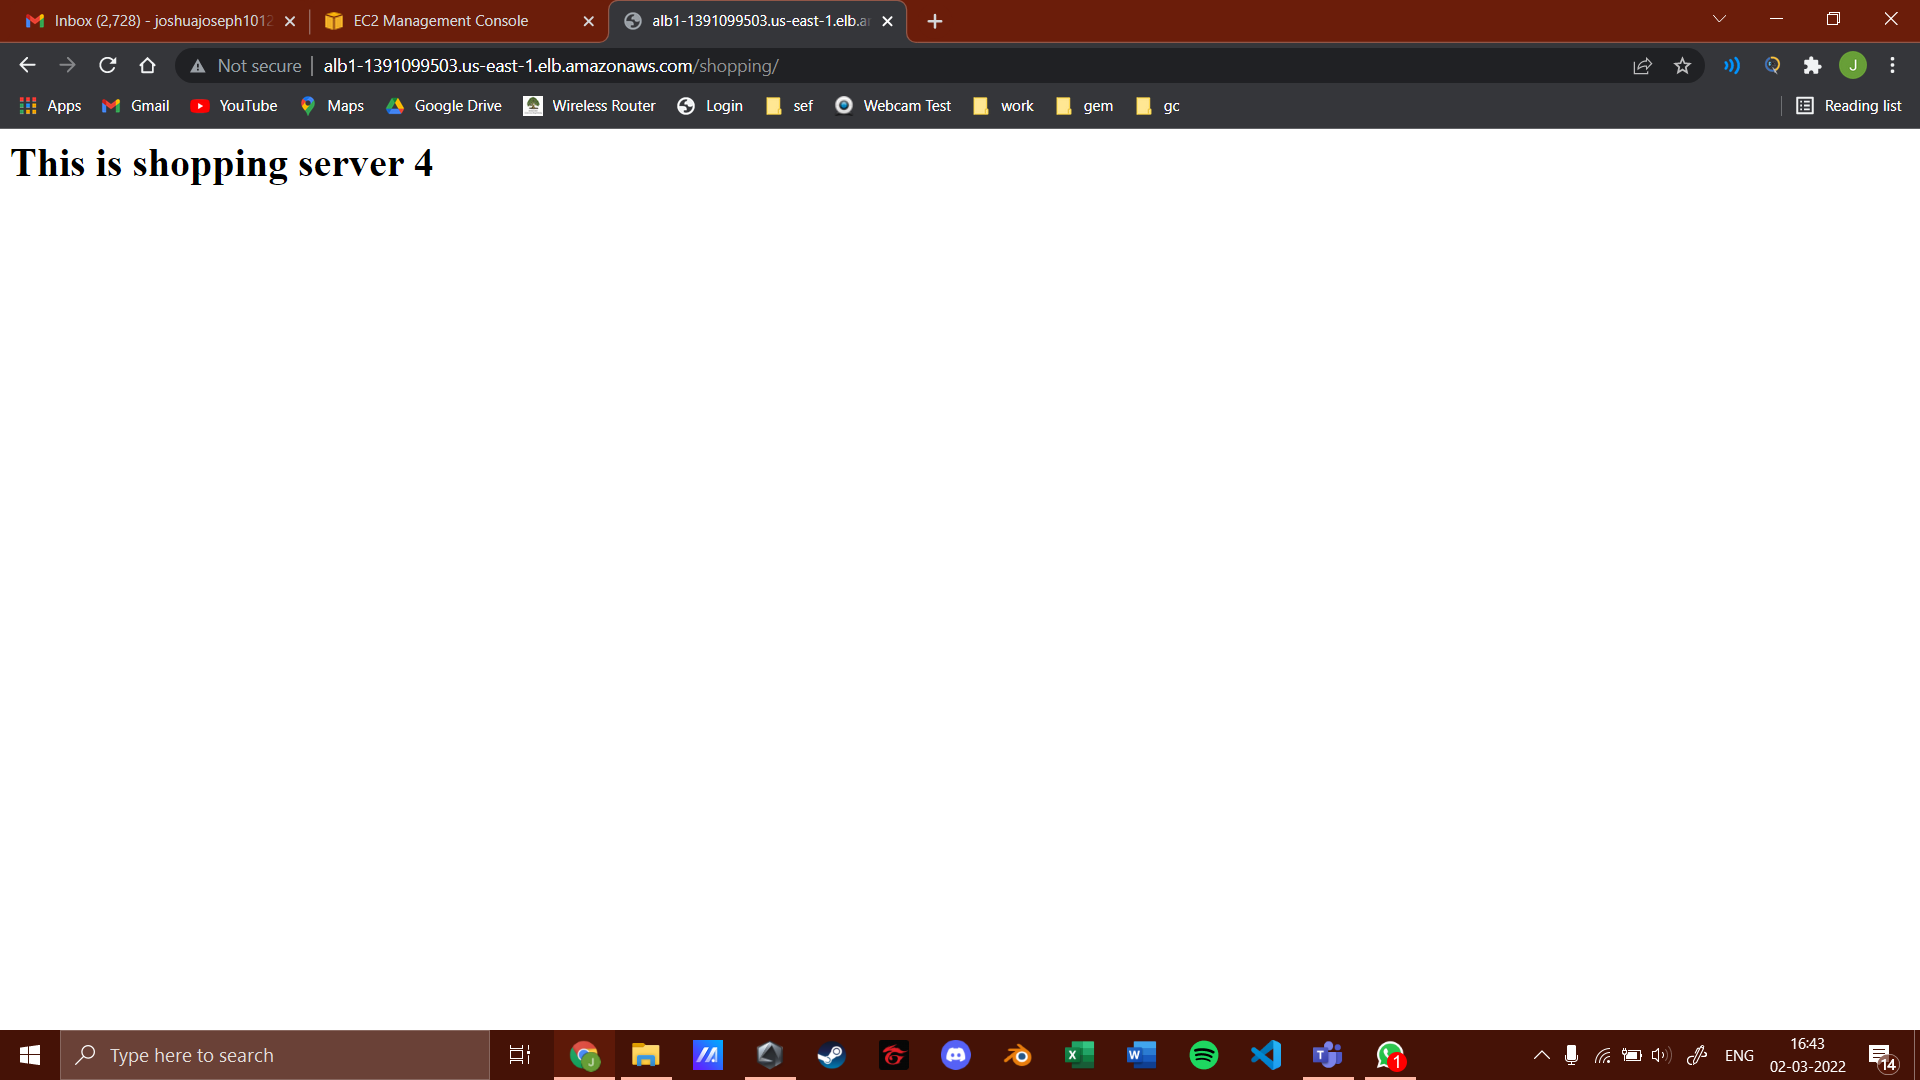 Inbox (2,728) - joshuajoseph1012
EC2 Management Console
alb1-1391099503.us-east-1.elb.a
Not secure
alb1-1391099503.us-east-1.elb.amazonaws.com/shopping/
J
Apps
Gmail
YouTube
Maps
Google Drive
Wireless Router
Login
sef
Webcam Test
work
gem
gc
Reading list
This is shopping server 4
Type here to search
1
ENG
16:43
02-03-2022
14